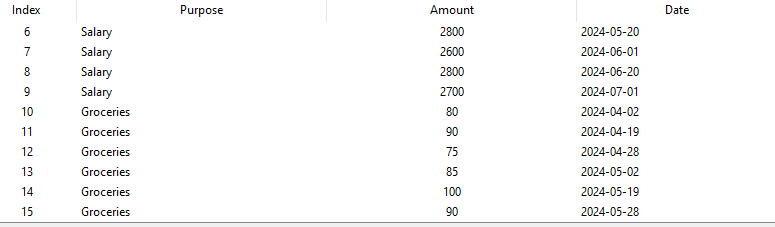 Index Purpose Amount Date
6 Salary 2800 2024-05-20
7 Salary 2600 2024-06-01
8 Salary 2800 2024-06-20
9 Salary 2700 2024-07-01
10 Groceries 80 2024-04-02
11 Groceries 90 2024-04-19
12 Groceries 75 2024-04-28
13 Groceries 85 2024-05-02
14 Groceries 100 2024-05-19
15 Groceries 90 2024-05-28